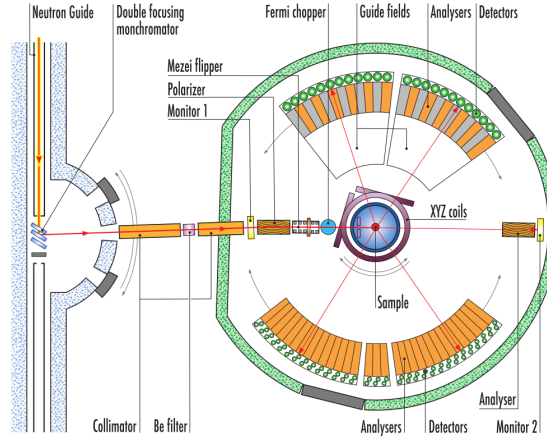 Neutron Guide
Double focusing
monchromator
Fermi chopper
Guide fields
Analysers
Detectors
Mezei flipper
Polarizer
Monitor 1
XYZ coils
Sample
Collimator
Be filter
Analysers
Detectors
Analyser
Monitor 2